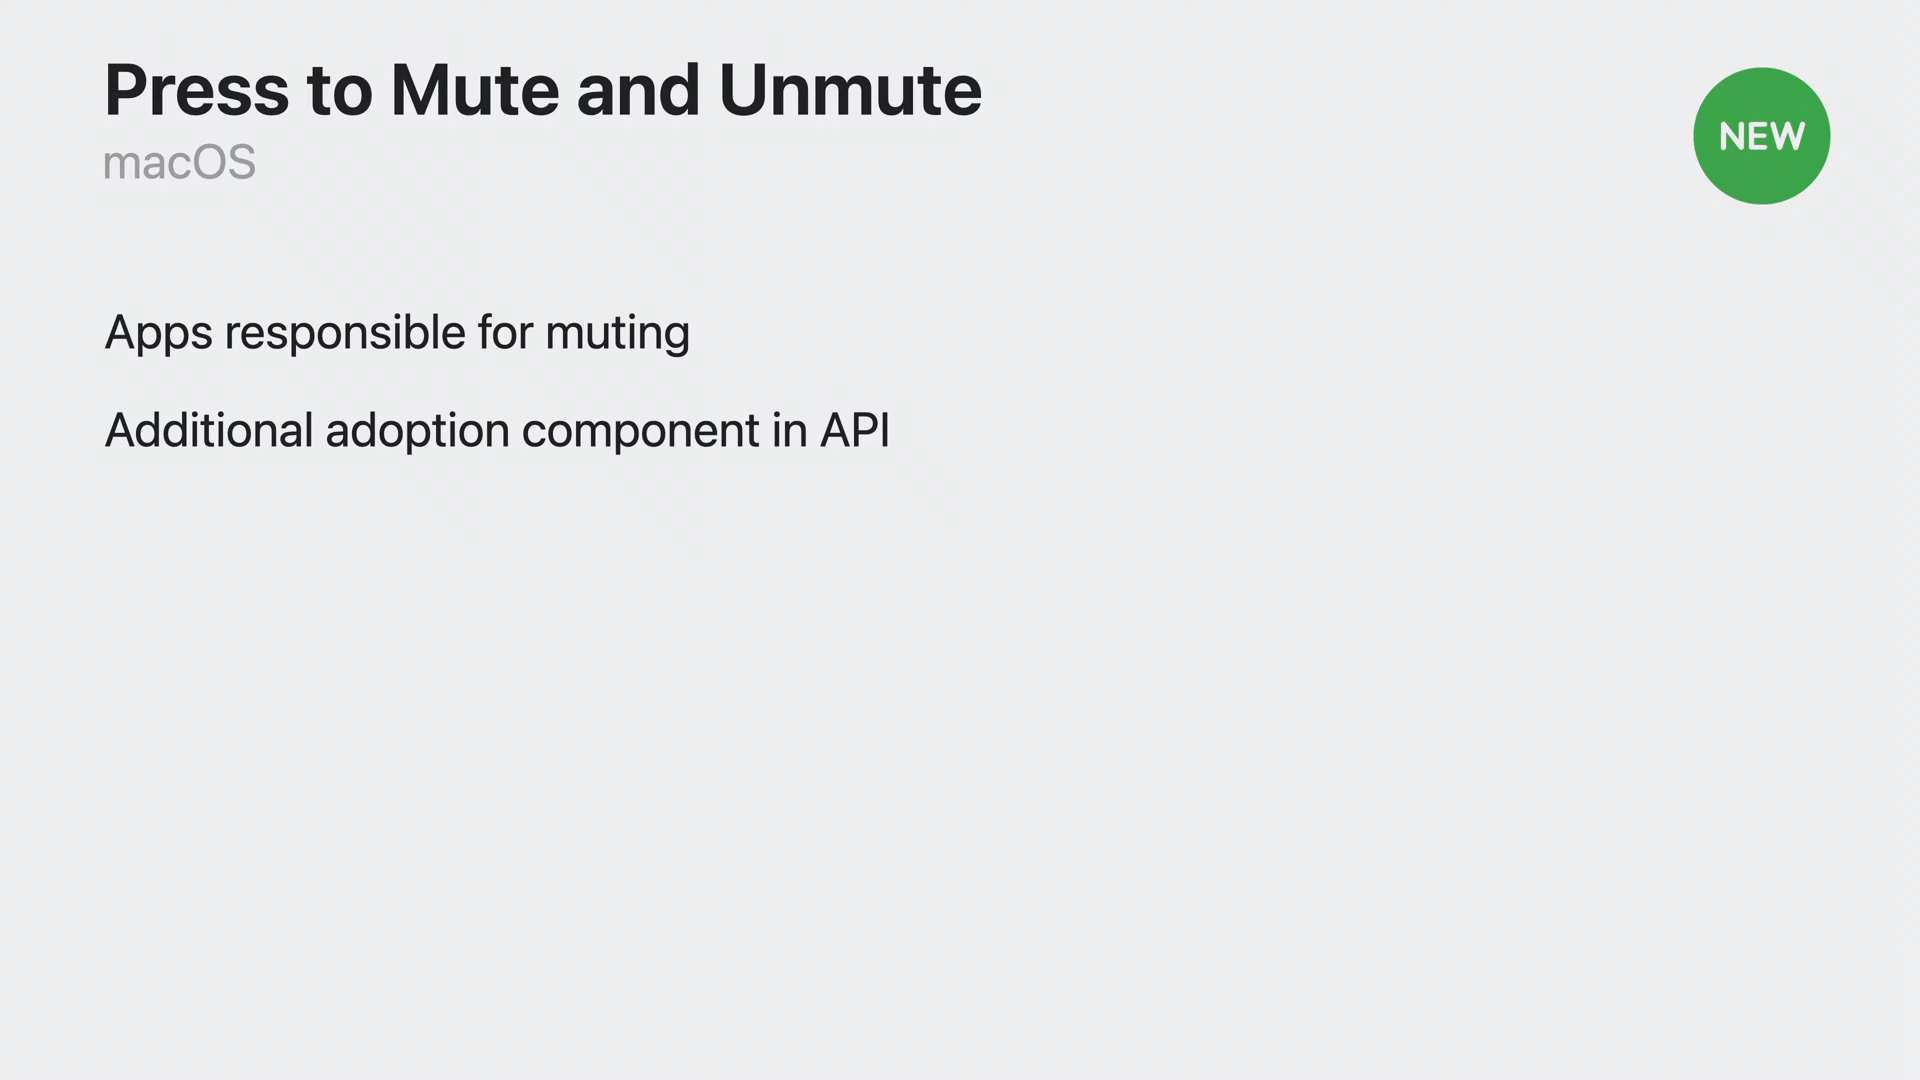 Press to Mute and Unmute
macOS
NEW
Apps responsible for muting
Additional adoption component in API